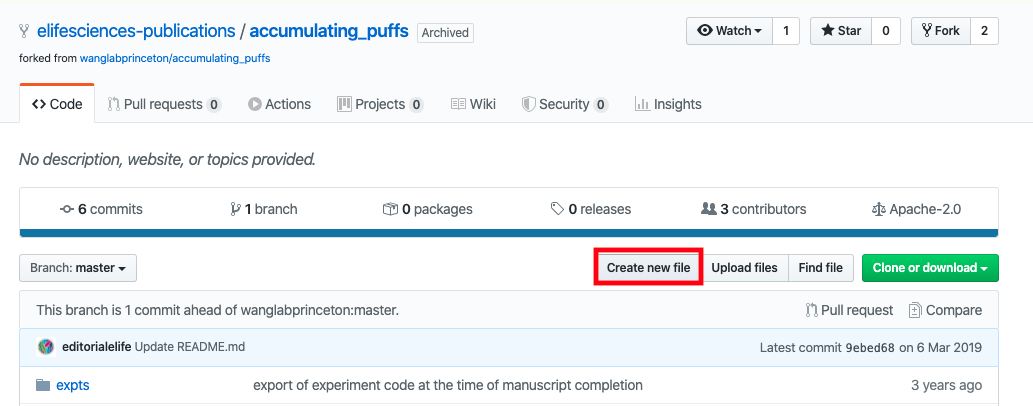 elifesciences-publications / accumulating_puffs Archived Watch 1 Star 0 Fork 2
forked from wanglabprinceton/accumulating_puffs
<> Code Pull requests 0 Actions Projects 0 Wiki Security 0 Insights
No description, website, or topics provided.
6 commits 1 branch 0 packages 0 releases 3 contributors Apache-2.0
Branch: master Create new file Upload files Find file Clone or download
This branch is 1 commit ahead of wanglabprinceton:master. Pull request Compare
editorialelife Update README.md Latest commit 9ebed68 on 6 Mar 2019
expts export of experiment code at the time of manuscript completion 3 years ago